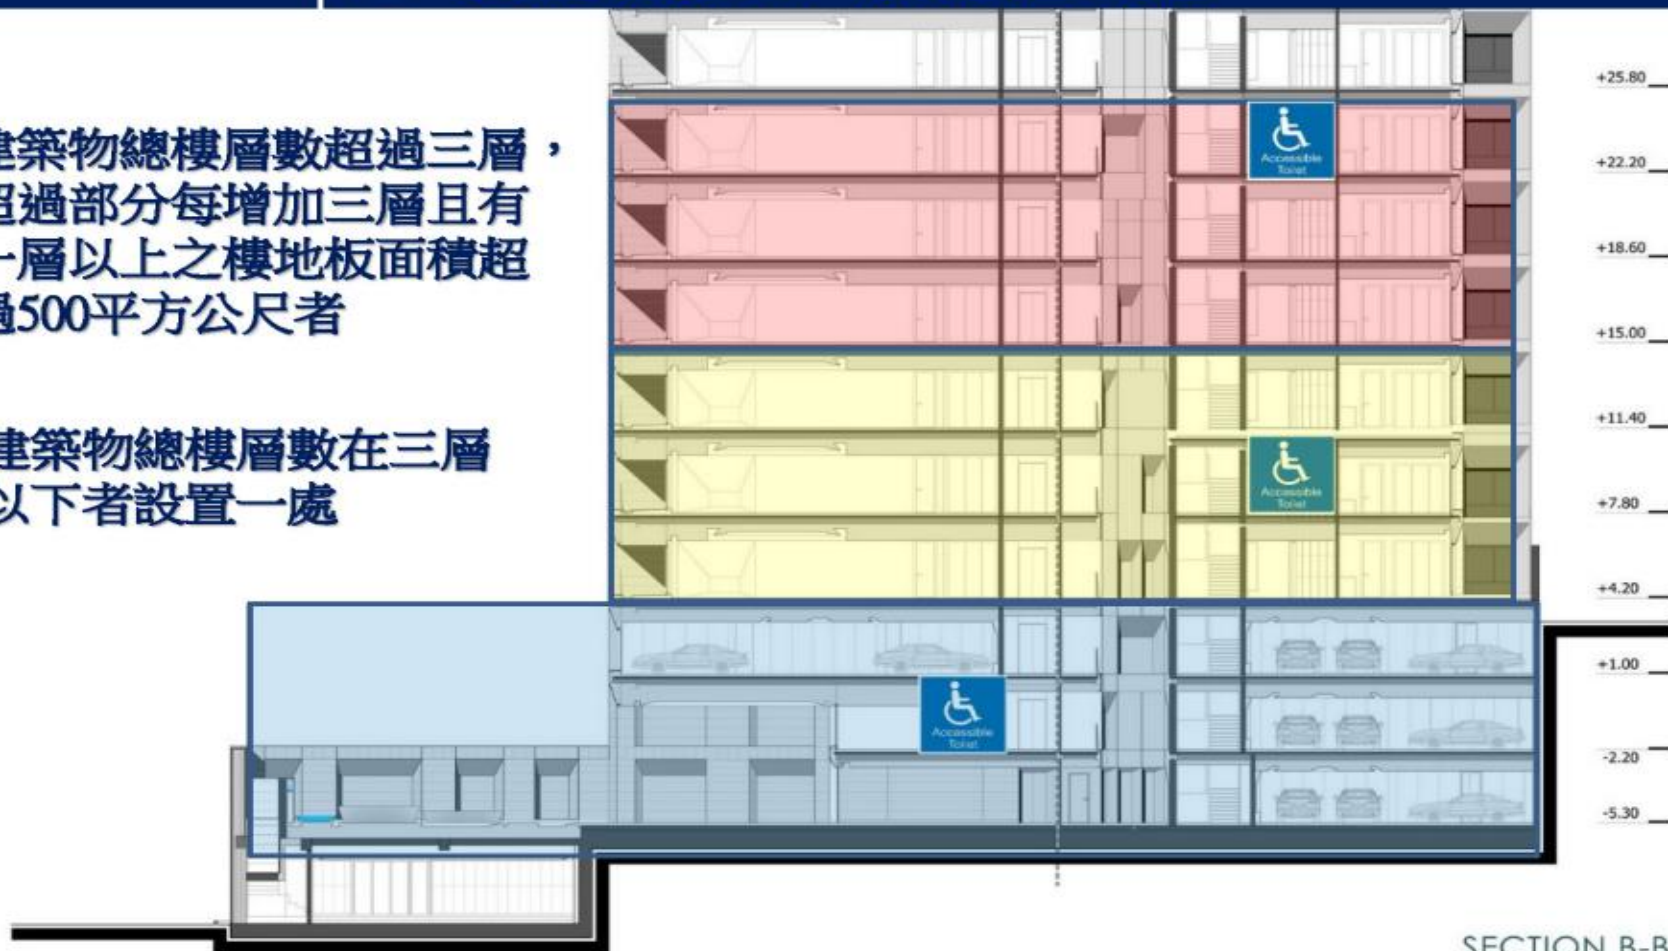 建築物總樓層數超過三層，
超過部分每增加三層且有
一層以上之樓地板面積超
過500平方公尺者
建築物總樓層數在三層
以下者設置一處
+25.80
Accessible
Toilet
+22.20
+18.60
+15.00
+11.40
Accessible
Toilet
+7.80
+4.20
+1.00
Accessible
Toilet
-2.20
-5.30
SECTION B-B